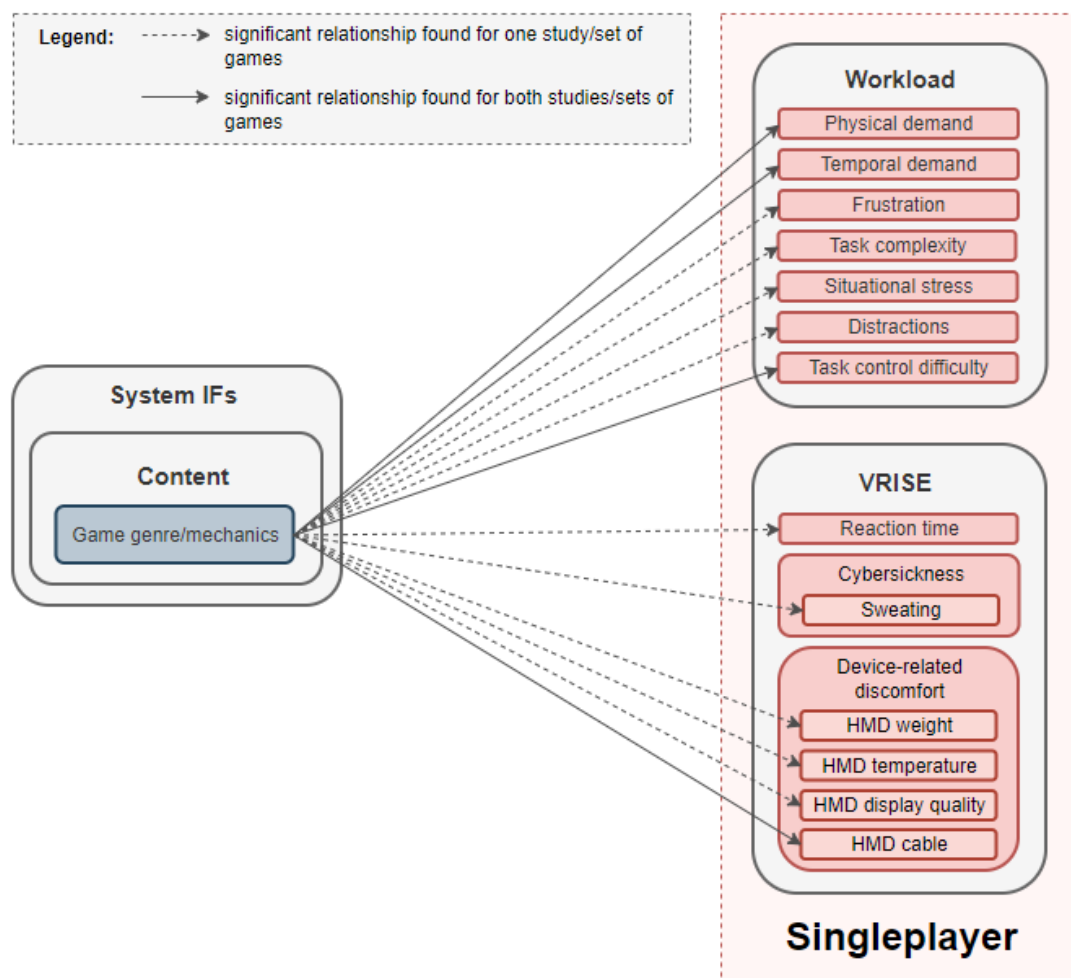 Legend:
significant relationship found for one study/set of
games
significant relationship found for both studies/sets of
games
Workload
Physical demand
Temporal demand
Frustration
Task complexity
Situational stress
Distractions
Task control difficulty
System IFs
Content
Game genre/mechanics
VRISE
Reaction time
Cybersickness
Sweating
Device-related
discomfort
HMD weight
HMD temperature
HMD display quality
HMD cable
Singleplayer